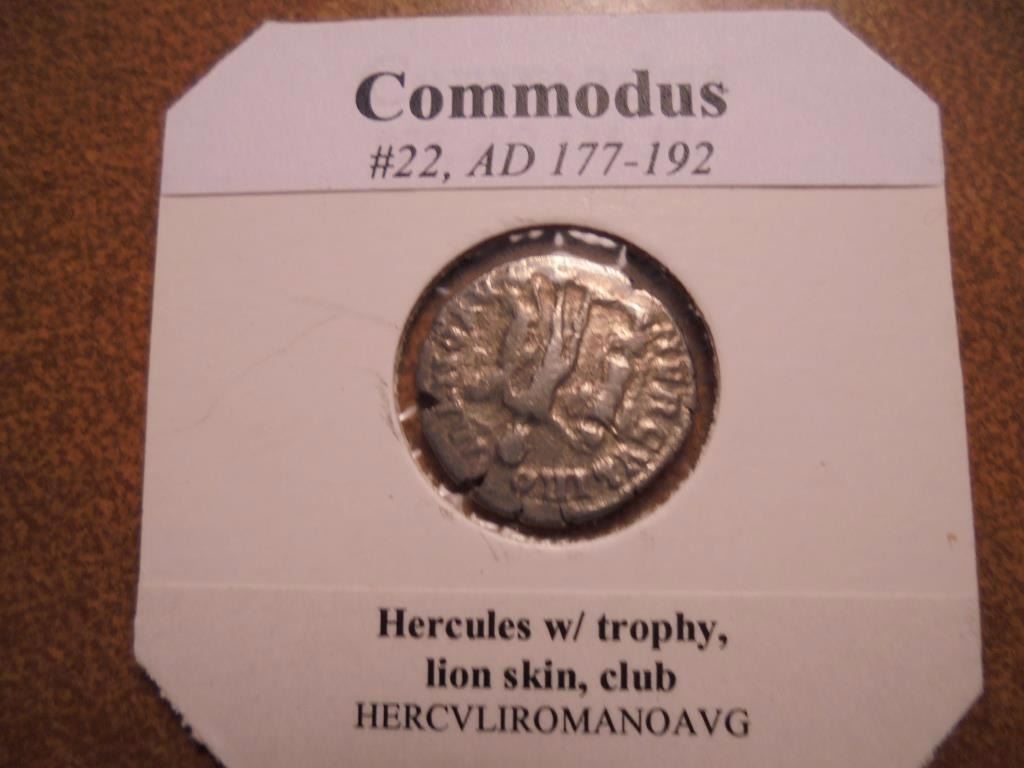 Commodus
#22, AD 177-192
Hercules w/ trophy,
lion skin, club
HERCVLIROMANOAVG